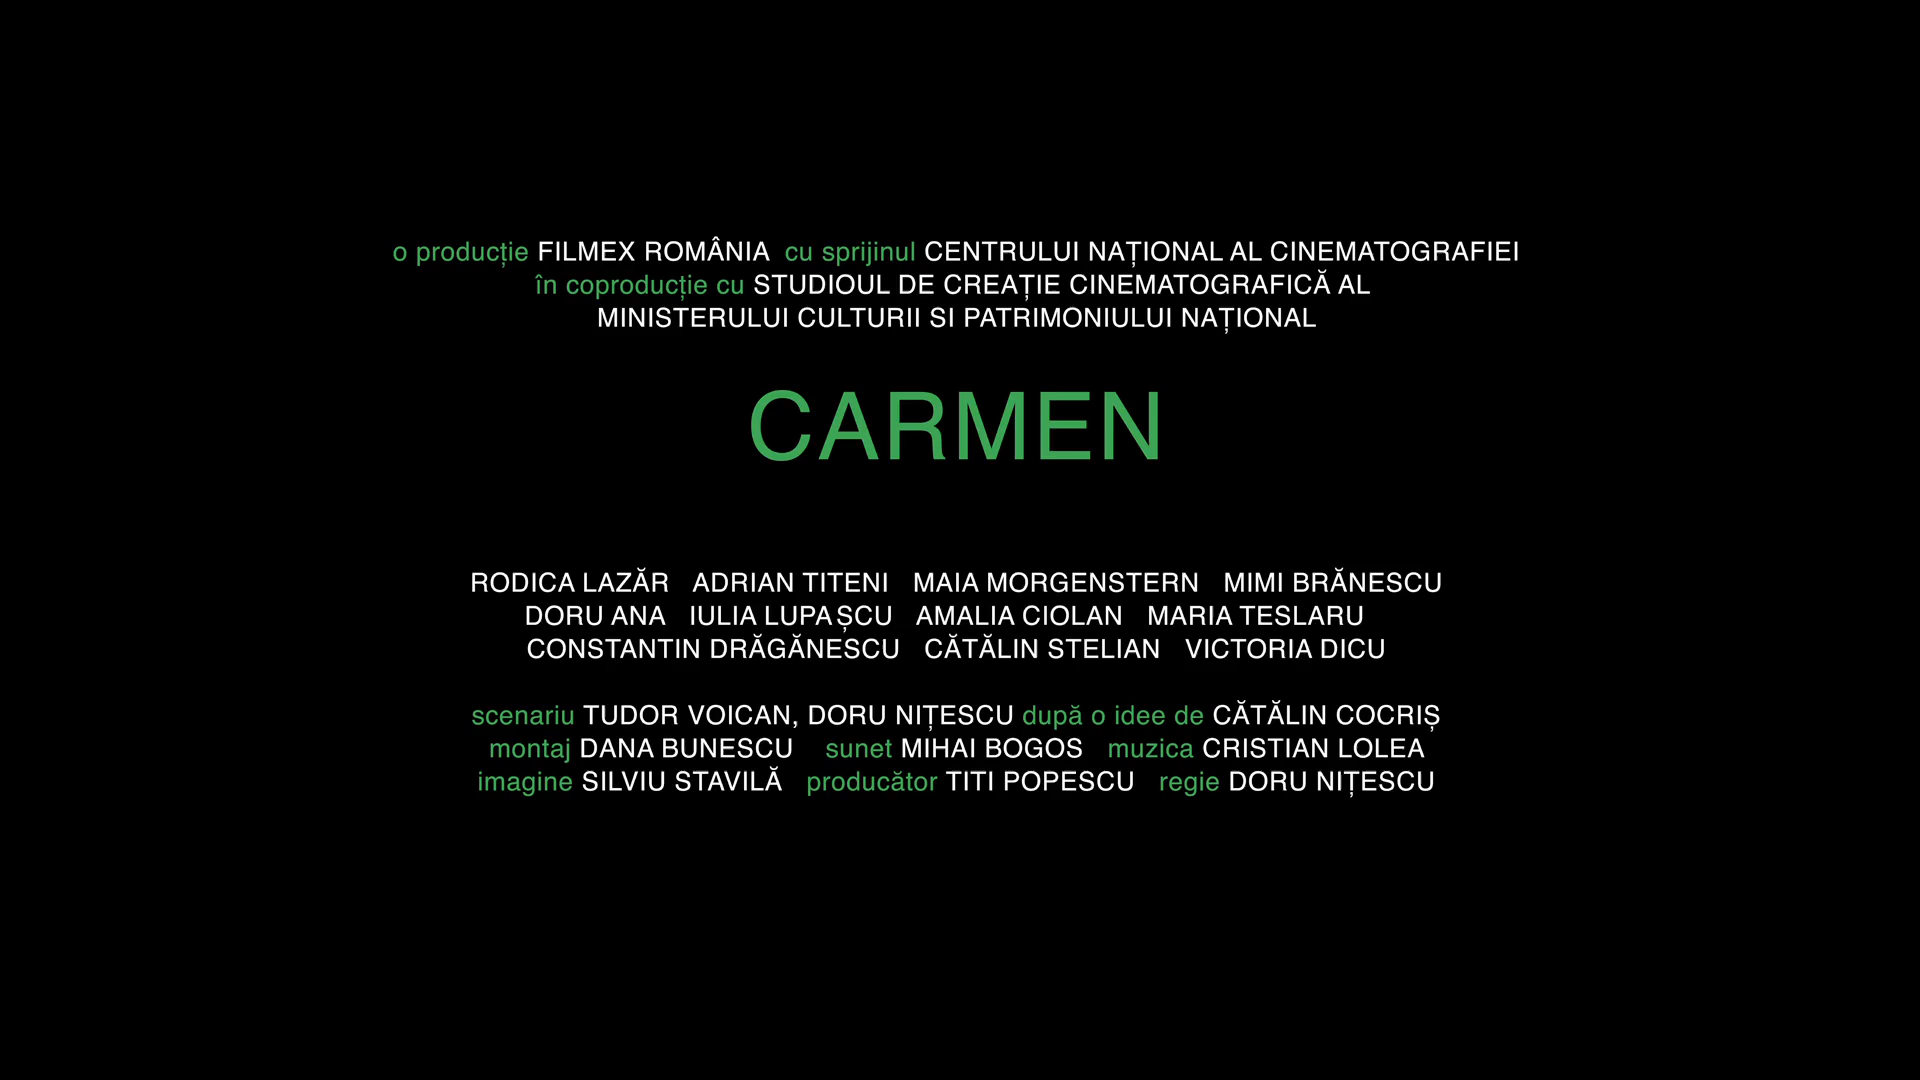 o producție FILMEX ROMÂNIA cu sprijinul CENTRULUI NAȚIONAL AL CINEMATOGRAFIEI
în coproducție cu STUDIOUL DE CREAȚIE CINEMATOGRAFICĂ AL
MINISTERULUI CULTURII SI PATRIMONIULUI NAȚIONAL
CARMEN
RODICA LAZĂR ADRIAN TITENI MAIA MORGENSTERN MIMI BRĂNESCU
DORU ANA IULIA LUPAȘCU AMALIA CIOLAN MARIA TESLARU
CONSTANTIN DRĂGĂNESCU CĂTĂLIN STELIAN VICTORIA DICU
scenariu TUDOR VOICAN, DORU NIȚESCU după o idee de CĂTĂLIN COCRIȘ
montaj DANA BUNESCU sunet MIHAI BOGOS muzica CRISTIAN LOLEA
imagine SILVIU STAVILĂ producător TITI POPESCU regie DORU NIȚESCU